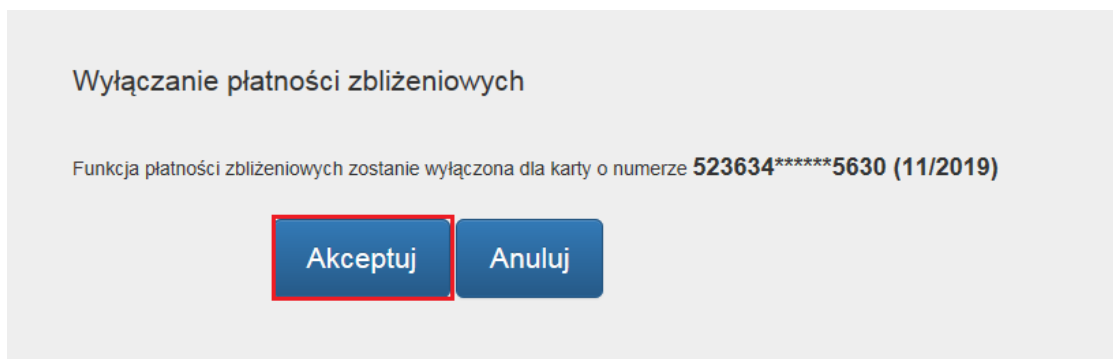 Wyłączanie płatności zbliżeniowych
Funkcja płatności zbliżeniowych zostanie wyłączona dla karty o numerze 523634******5630 (11/2019)
Akceptuj Anuluj